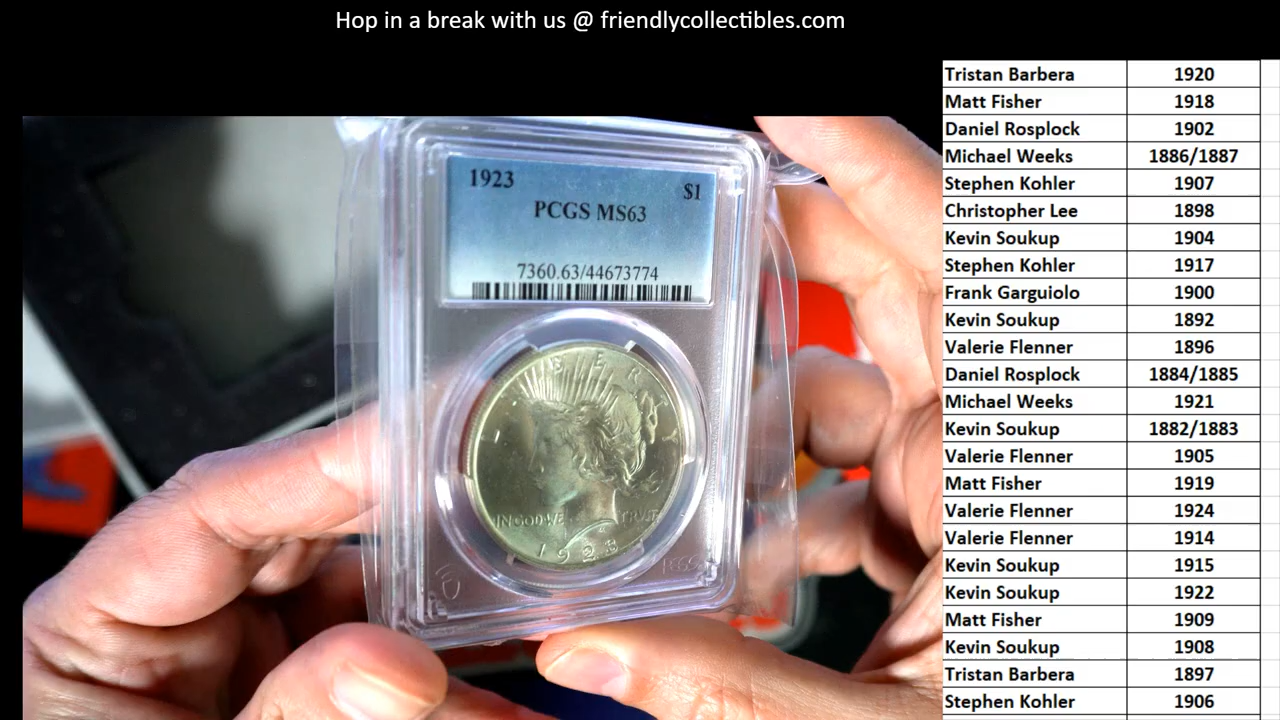 Hop in a break with us @ friendlycollectibles.com
1923
$1
PCGS MS63
7360.63/44673774
IN GOD WE TRUST
1923
Tristan Barbera 1920
Matt Fisher 1918
Daniel Rosplock 1902
Michael Weeks 1886/1887
Stephen Kohler 1907
Christopher Lee 1898
Kevin Soukup 1904
Stephen Kohler 1917
Frank Garguiolo 1900
Kevin Soukup 1892
Valerie Flenner 1896
Daniel Rosplock 1884/1885
Michael Weeks 1921
Kevin Soukup 1882/1883
Valerie Flenner 1905
Matt Fisher 1919
Valerie Flenner 1924
Valerie Flenner 1914
Kevin Soukup 1915
Kevin Soukup 1922
Matt Fisher 1909
Kevin Soukup 1908
Tristan Barbera 1897
Stephen Kohler 1906